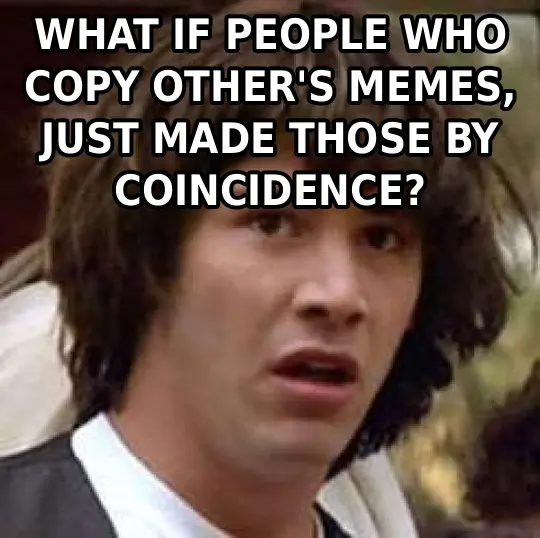 WHAT IF PEOPLE WHO
COPY OTHER'S MEMES,
JUST MADE THOSE BY
COINCIDENCE?